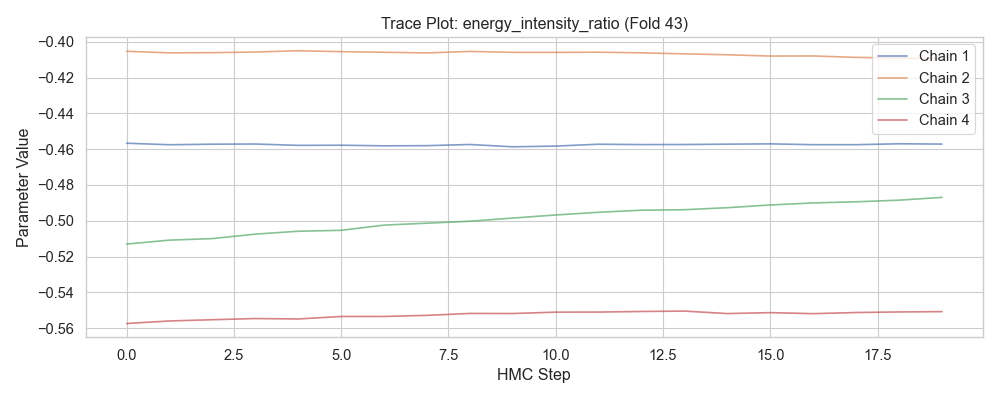 Trace Plot: energy_intensity_ratio (Fold 43)
Parameter Value
−0.40
−0.42
−0.44
−0.46
−0.48
−0.50
−0.52
−0.54
−0.56
Chain 1
Chain 2
Chain 3
Chain 4
0.0 2.5 5.0 7.5 10.0 12.5 15.0 17.5
HMC Step